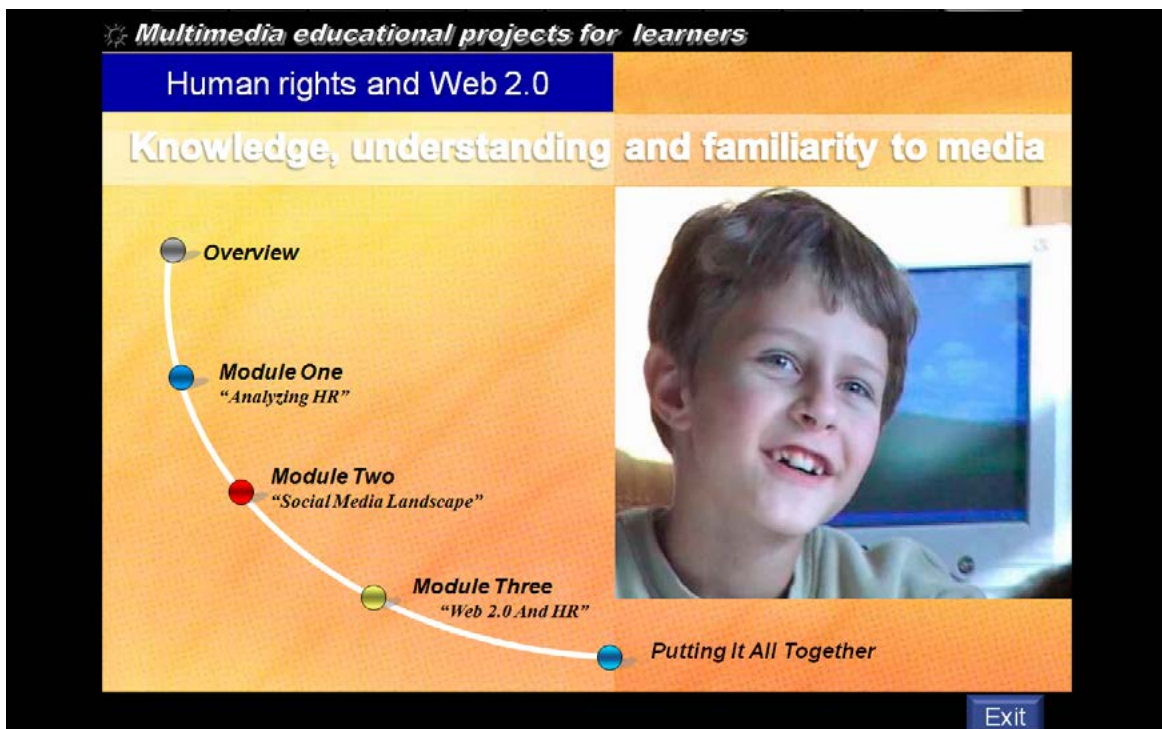 Multimedia educational projects for learners
Human rights and Web 2.0
Knowledge, understanding and familiarity to media
Overview
Module One
“Analyzing HR”
Module Two
“Social Media Landscape”
Module Three
“Web 2.0 And HR”
Putting It All Together
Exit